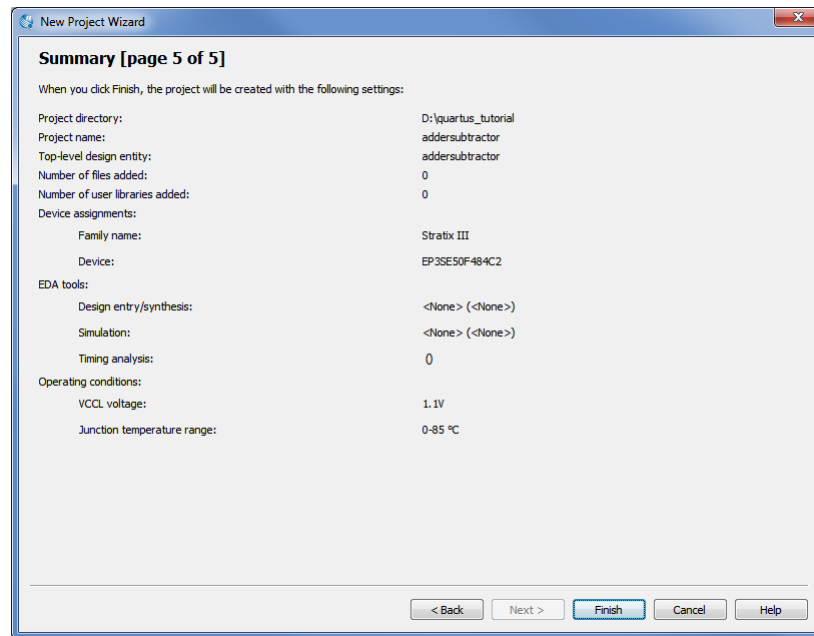 New Project Wizard
Summary [page 5 of 5]
When you click Finish, the project will be created with the following settings:
Project directory: D:\quartus_tutorial
Project name: addersubtractor
Top-level design entity: addersubtractor
Number of files added: 0
Number of user libraries added: 0
Device assignments:
Family name: Stratix III
Device: EP3SE50F484C2
EDA tools:
Design entry/synthesis: <None> (<None>)
Simulation: <None> (<None>)
Timing analysis: ()
Operating conditions:
VCCL voltage: 1.1V
Junction temperature range: 0-85 ºC
< Back Next > Finish Cancel Help